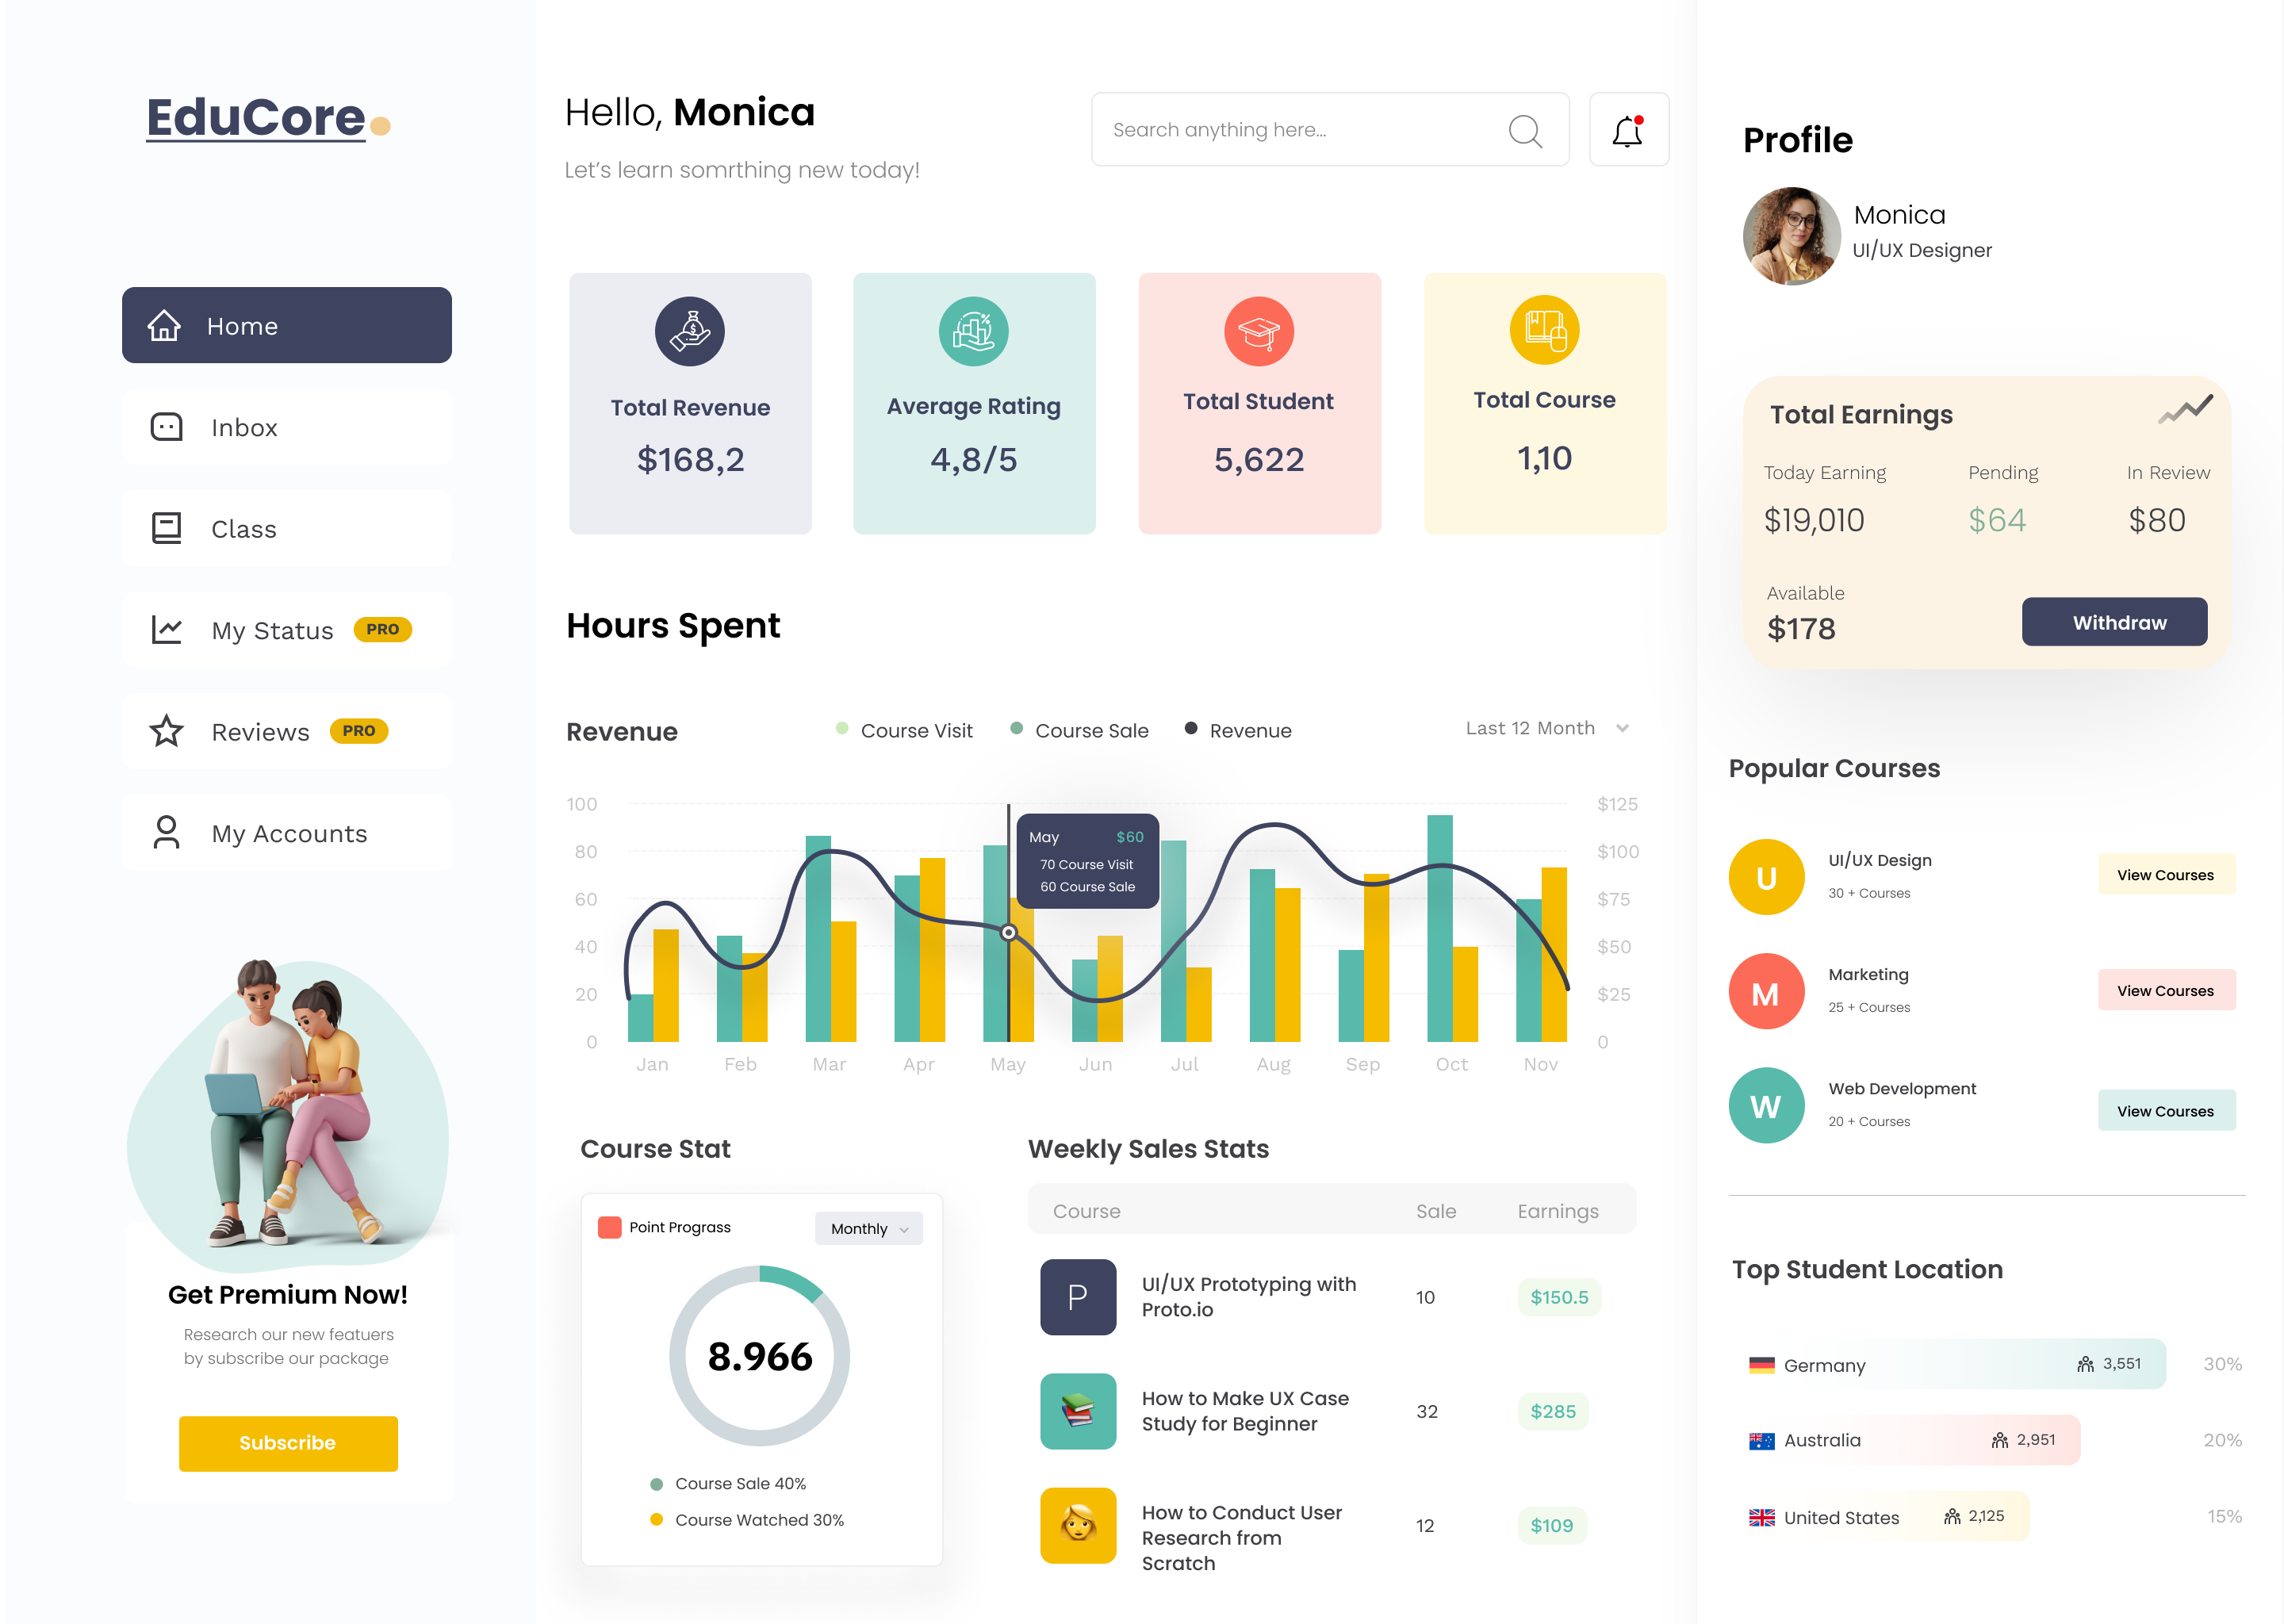 EduCore
Home
Inbox
Class
My Status PRO
Reviews PRO
My Accounts
Get Premium Now!
Research our new featuers
by subscribe our package
Subscribe
Hello, Monica
Let's learn somrthing new today!
Search anything here...
Total Revenue
$168,2
Average Rating
4,8/5
Total Student
5,622
Total Course
1,10
Hours Spent
Revenue
Course Visit
Course Sale
Revenue
Last 12 Month
100
80
60
40
20
0
$125
$100
$75
$50
$25
0
May $60
70 Course Visit
60 Course Sale
Jan Feb Mar Apr May Jun Jul Aug Sep Oct Nov
Course Stat
Point Prograss
Monthly
8.966
Course Sale 40%
Course Watched 30%
Weekly Sales Stats
Course Sale Earnings
P
UI/UX Prototyping with
Proto.io
10
$150.5
How to Make UX Case
Study for Beginner
32
$285
How to Conduct User
Research from
Scratch
12
$109
Profile
Monica
UI/UX Designer
Total Earnings
Today Earning Pending In Review
$19,010 $64 $80
Available
$178
Withdraw
Popular Courses
U
UI/UX Design
30 + Courses
View Courses
M
Marketing
25 + Courses
View Courses
W
Web Development
20 + Courses
View Courses
Top Student Location
Germany 3,551 30%
Australia 2,951 20%
United States 2,125 15%